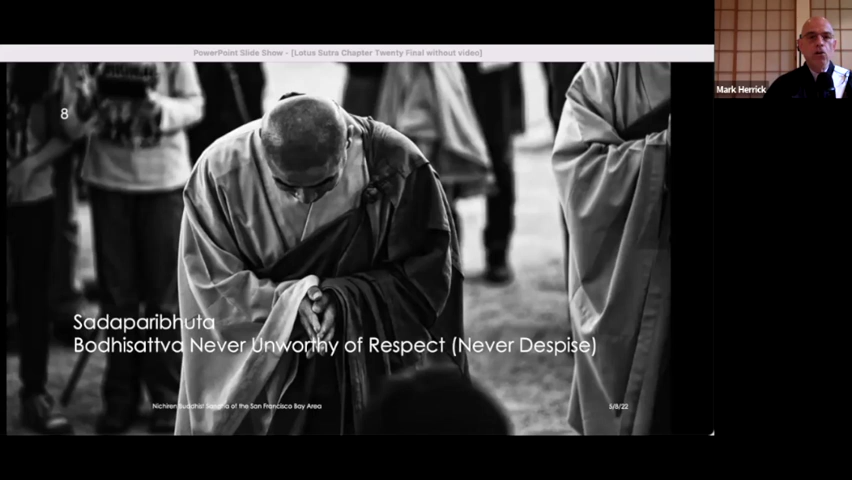 PowerPoint Slide Show - [Lotus Sutra Chapter Twenty Final without video]
Mark Herrick
8
Sadaparibhuta
Bodhisattva Never Unworthy of Respect (Never Despise)
Nichiren Buddhist Sangha of the San Francisco Bay Area
5/8/22